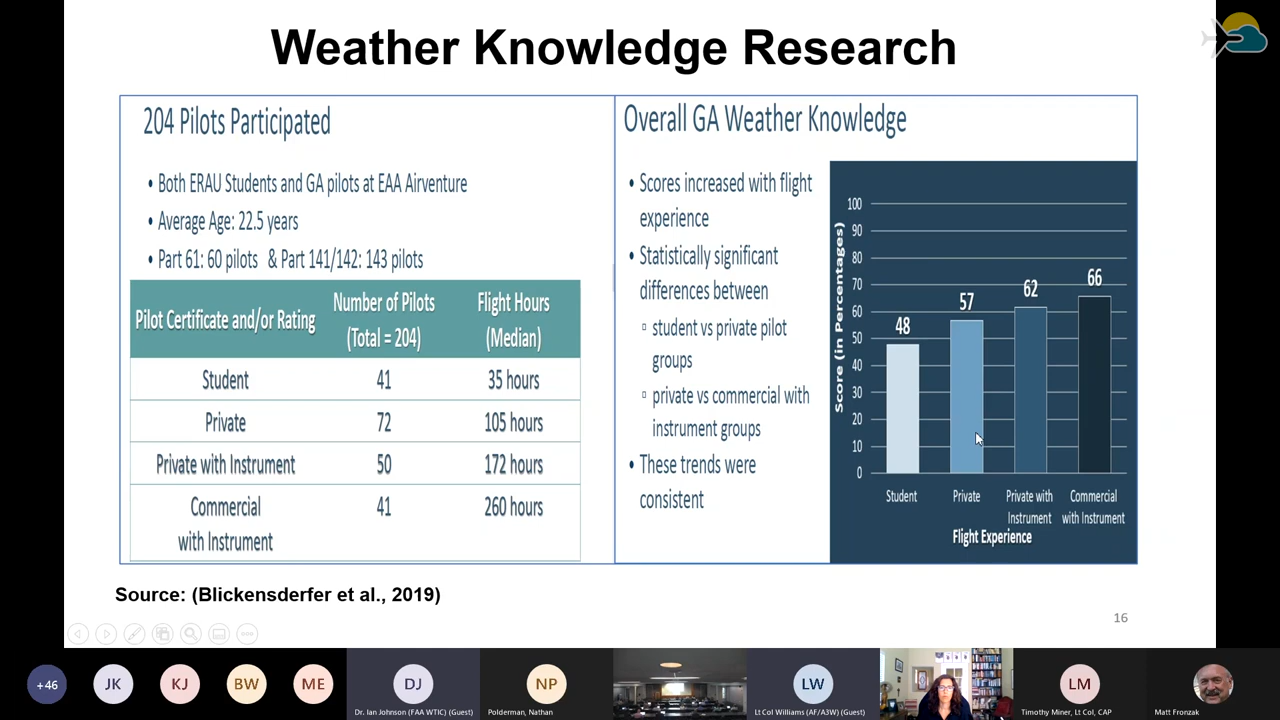 Weather Knowledge Research
204 Pilots Participated
• Both ERAU Students and GA pilots at EAA Airventure
• Average Age: 22.5 years
• Part 61: 60 pilots & Part 141/142: 143 pilots
Pilot Certificate and/or Rating
Number of Pilots
(Total = 204)
Flight Hours
(Median)
Student 41 35 hours
Private 72 105 hours
Private with Instrument 50 172 hours
Commercial 41 260 hours
with Instrument
Overall GA Weather Knowledge
• Scores increased with flight
experience
• Statistically significant
differences between
▫ student vs private pilot
groups
▫ private vs commercial with
instrument groups
• These trends were
consistent
Score (in Percentages)
100
90
80
70
60
50
40
30
20
10
0
48
57
62
66
Student
Private
Private with
Instrument
Commercial
with Instrument
Flight Experience
Source: (Blickensderfer et al., 2019)
16
+46
JK
KJ
BW
ME
DJ
Dr. Ian Johnson (FAA WTIC) (Guest)
NP
Polderman, Nathan
LW
Lt Col Williams (AF/A3W) (Guest)
LM
Timothy Miner, Lt Col, CAP
Matt Fronzak